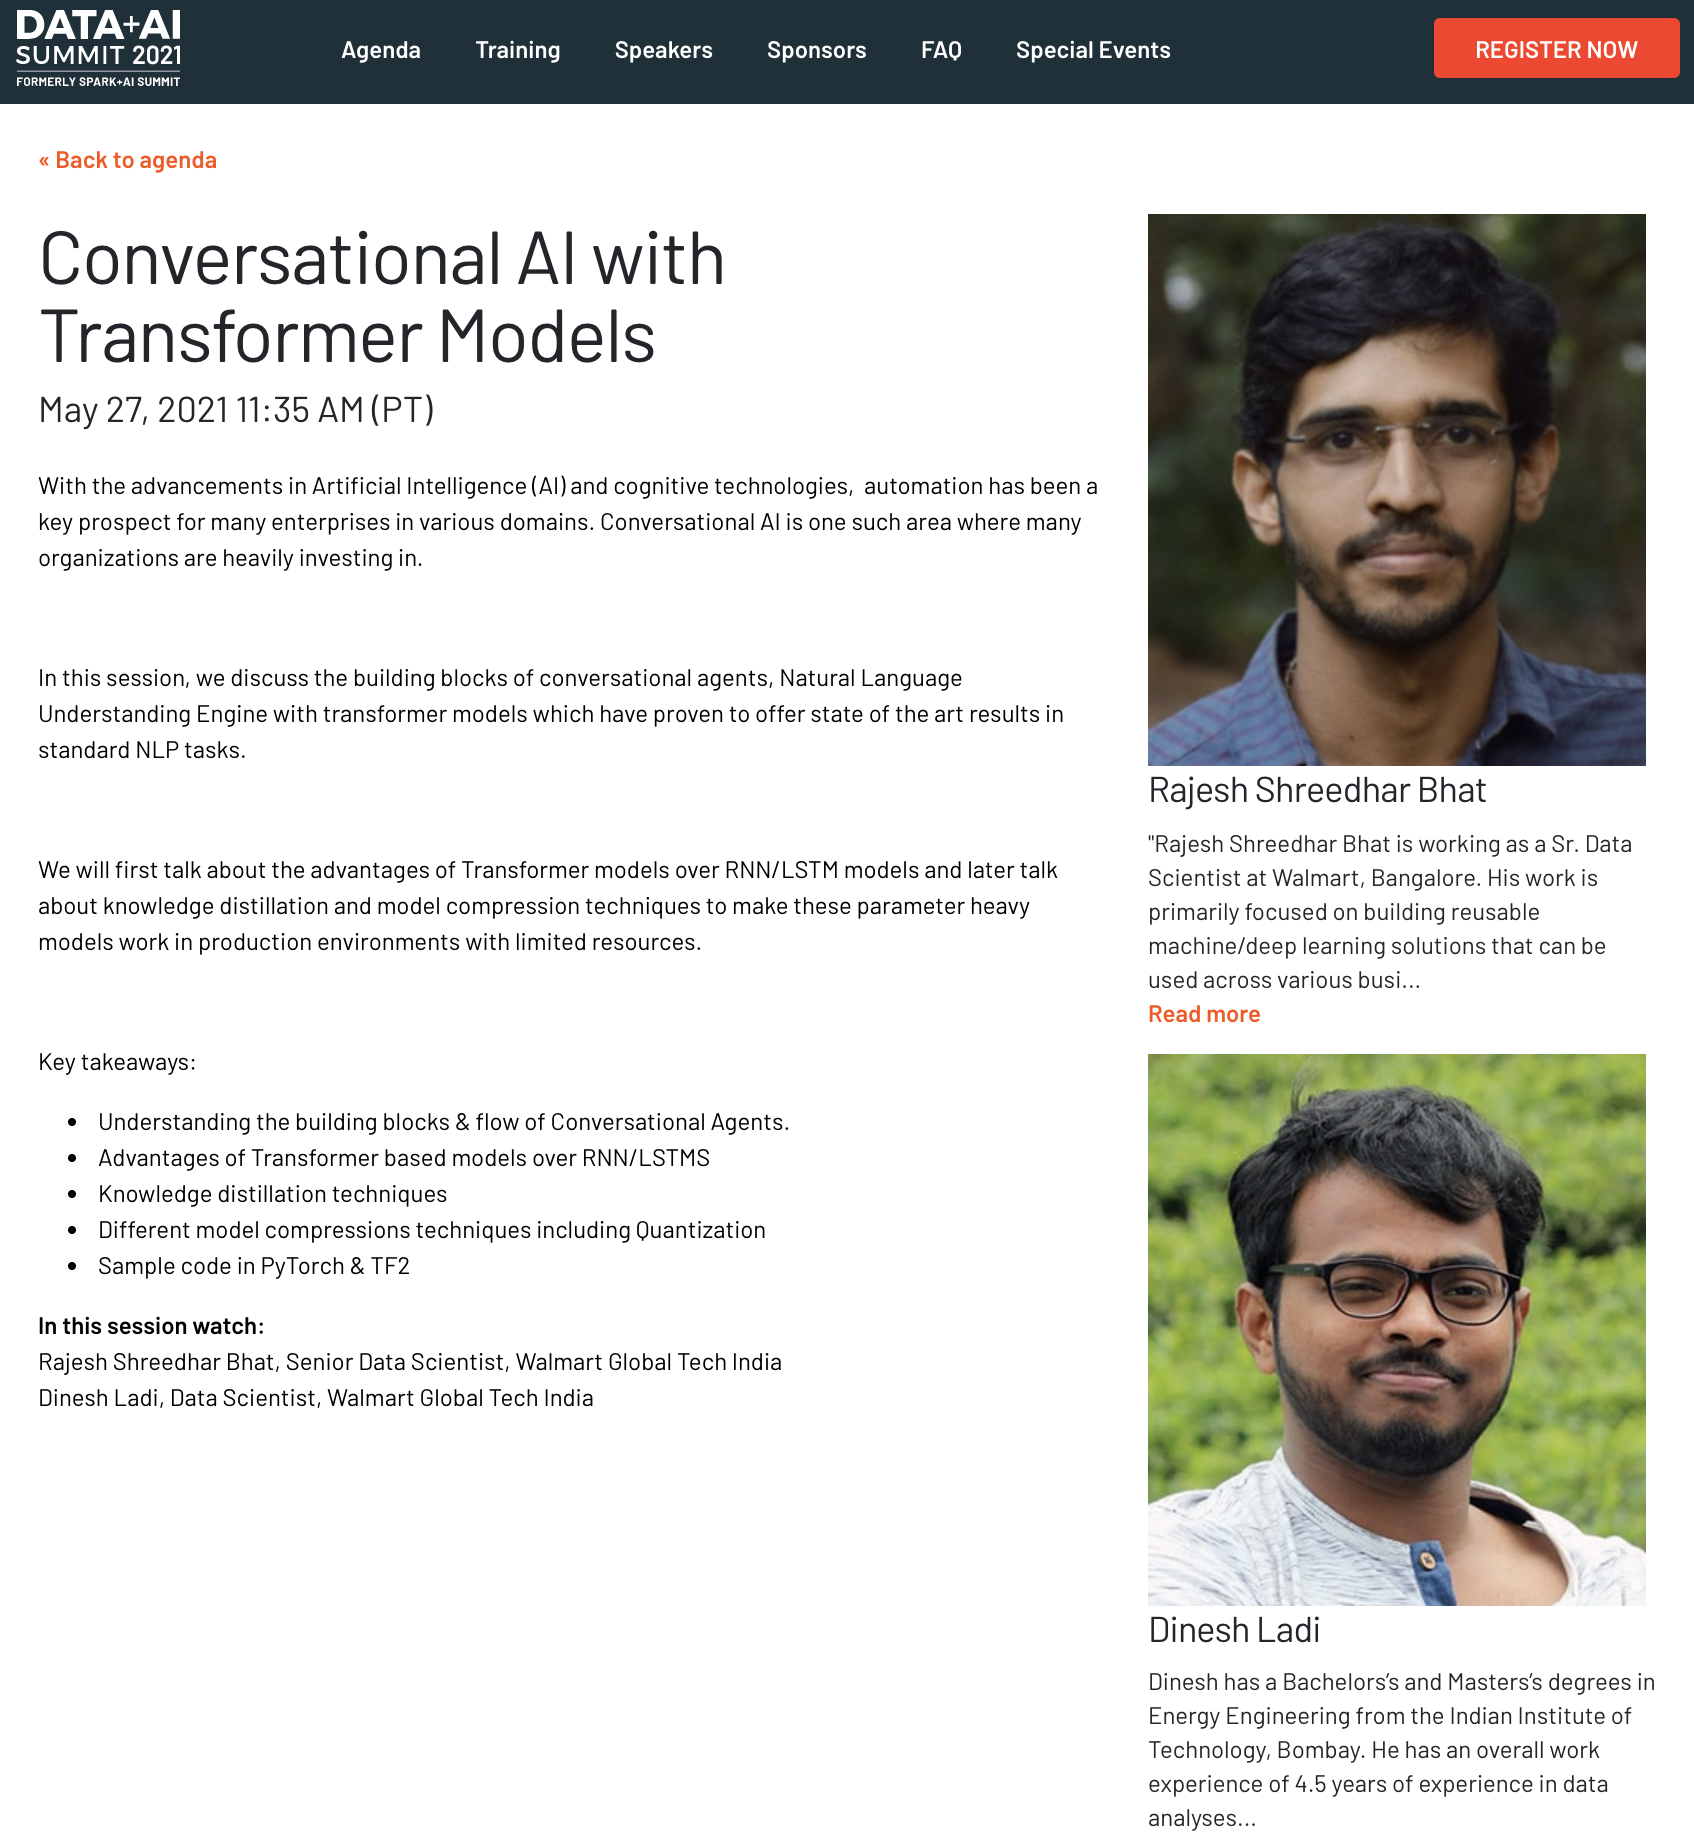 DATA+AI
SUMMIT 2021
FORMERLY SPARK+AI SUMMIT
Agenda
Training
Speakers
Sponsors
FAQ
Special Events
REGISTER NOW
« Back to agenda
Conversational AI with
Transformer Models
May 27, 2021 11:35 AM (PT)
With the advancements in Artificial Intelligence (AI) and cognitive technologies,  automation has been a
key prospect for many enterprises in various domains. Conversational AI is one such area where many
organizations are heavily investing in.
In this session, we discuss the building blocks of conversational agents, Natural Language
Understanding Engine with transformer models which have proven to offer state of the art results in
standard NLP tasks.
We will first talk about the advantages of Transformer models over RNN/LSTM models and later talk
about knowledge distillation and model compression techniques to make these parameter heavy
models work in production environments with limited resources.
Key takeaways:
• Understanding the building blocks & flow of Conversational Agents.
• Advantages of Transformer based models over RNN/LSTMS
• Knowledge distillation techniques
• Different model compressions techniques including Quantization
• Sample code in PyTorch & TF2
In this session watch:
Rajesh Shreedhar Bhat, Senior Data Scientist, Walmart Global Tech India
Dinesh Ladi, Data Scientist, Walmart Global Tech India
Rajesh Shreedhar Bhat
"Rajesh Shreedhar Bhat is working as a Sr. Data
Scientist at Walmart, Bangalore. His work is
primarily focused on building reusable
machine/deep learning solutions that can be
used across various busi...
Read more
Dinesh Ladi
Dinesh has a Bachelors’s and Masters’s degrees in
Energy Engineering from the Indian Institute of
Technology, Bombay. He has an overall work
experience of 4.5 years of experience in data
analyses...